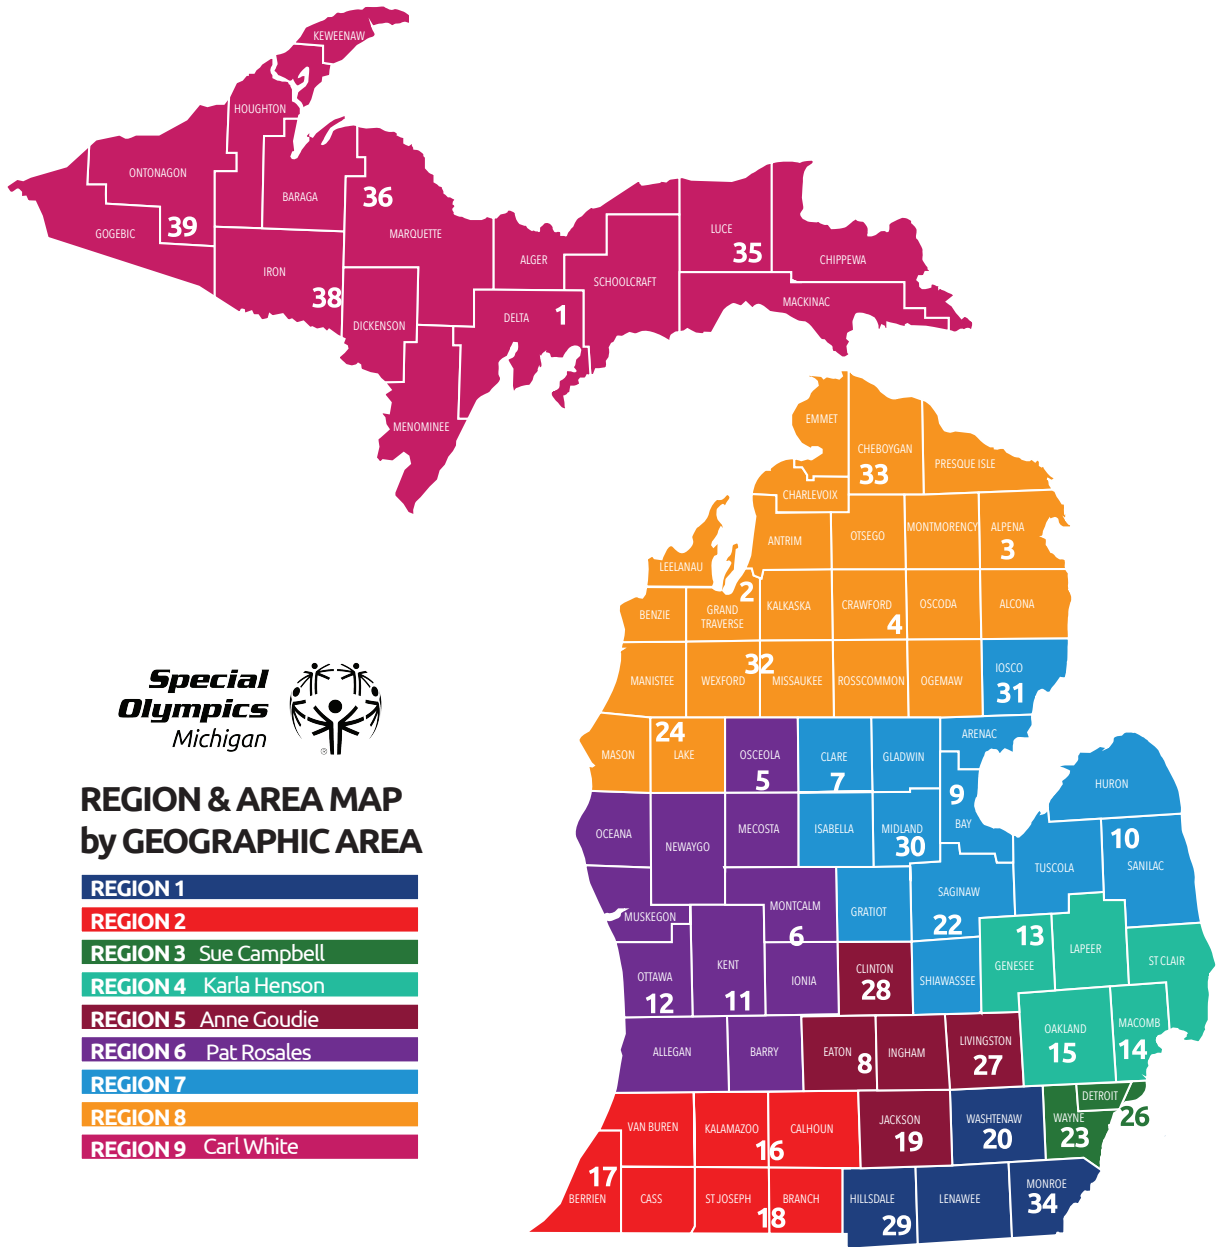 KEWEENAW
HOUGHTON
ONTONAGON
BARAGA
36
39
GOGEBIC
MARQUETTE
LUCE
35
ALGER
CHIPPEWA
IRON
SCHOOLCRAFT
38
MACKINAC
DELTA
1
DICKENSON
MENOMINEE
EMMET
CHEBOYGAN
33
PRESQUE ISLE
CHARLEVOIX
MONTMORENCY
ALPENA
3
OTSEGO
ANTRIM
LEELANAU
2
BENZIE
GRAND
TRAVERSE
KALKASKA
CRAWFORD
4
OSCODA
ALCONA
32
MANISTEE
WEXFORD
MISSAUKEE
ROSSCOMMON
OGEMAW
IOSCO
31
24
MASON
LAKE
OSCEOLA
5
CLARE
7
GLADWIN
ARENAC
9
BAY
HURON
OCEANA
NEWAYGO
MECOSTA
ISABELLA
MIDLAND
30
10
SANILAC
TUSCOLA
MUSKEGON
MONTCALM
6
GRATIOT
SAGINAW
22
13
GENESEE
LAPEER
ST CLAIR
OTTAWA
12
KENT
11
IONIA
CLINTON
28
SHIAWASSEE
ALLEGAN
BARRY
EATON
8
INGHAM
LIVINGSTON
27
OAKLAND
15
MACOMB
14
VAN BUREN
KALAMAZOO
16
CALHOUN
JACKSON
19
WASHTENAW
20
WAYNE
23
DETROIT
26
17
BERRIEN
CASS
ST JOSEPH
18
BRANCH
HILLSDALE
29
LENAWEE
MONROE
34
Special
Olympics
Michigan
®
REGION & AREA MAP
by GEOGRAPHIC AREA
REGION 1
REGION 2
REGION 3 Sue Campbell
REGION 4 Karla Henson
REGION 5 Anne Goudie
REGION 6 Pat Rosales
REGION 7
REGION 8
REGION 9 Carl White